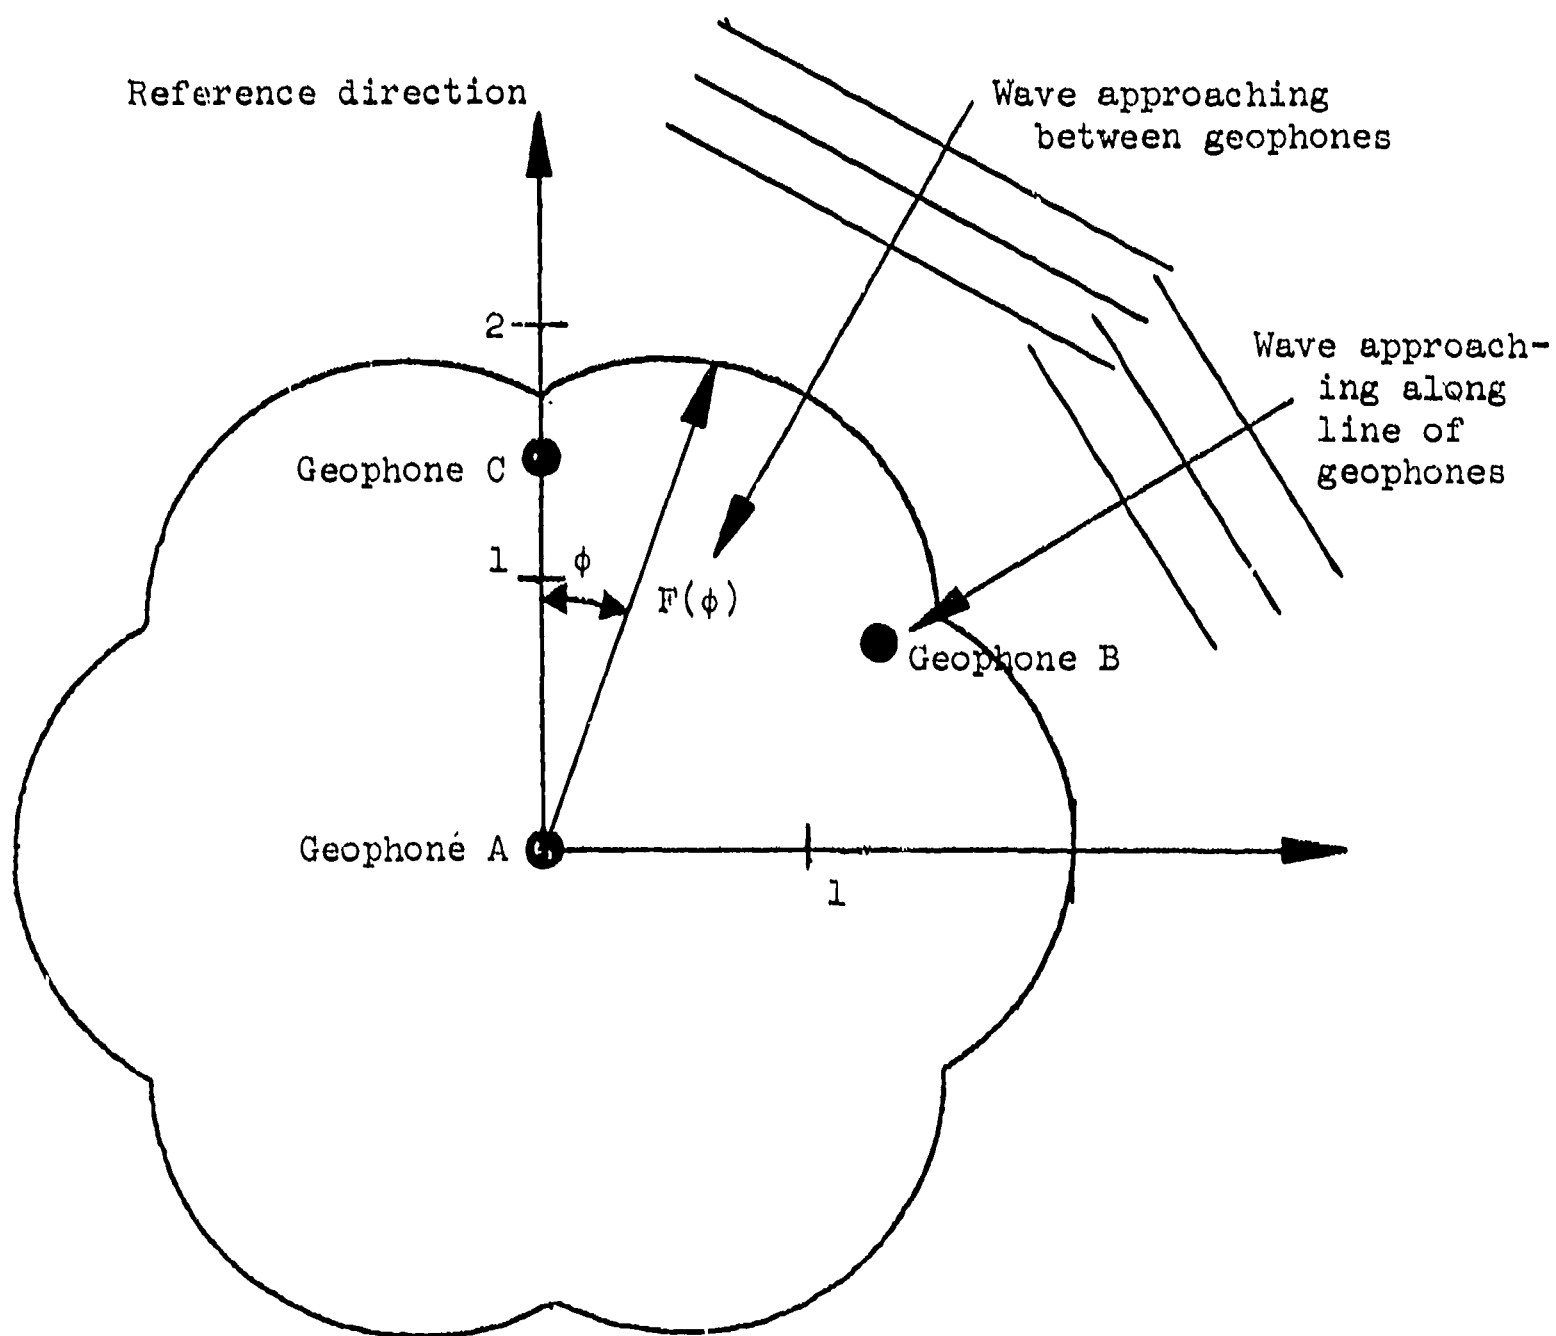 Reference direction
Wave approaching
between geophones
2
Wave approach-
ing along
line of
geophones
Geophone C
1
ϕ
F(ϕ)
Geophone B
Geophone A
1